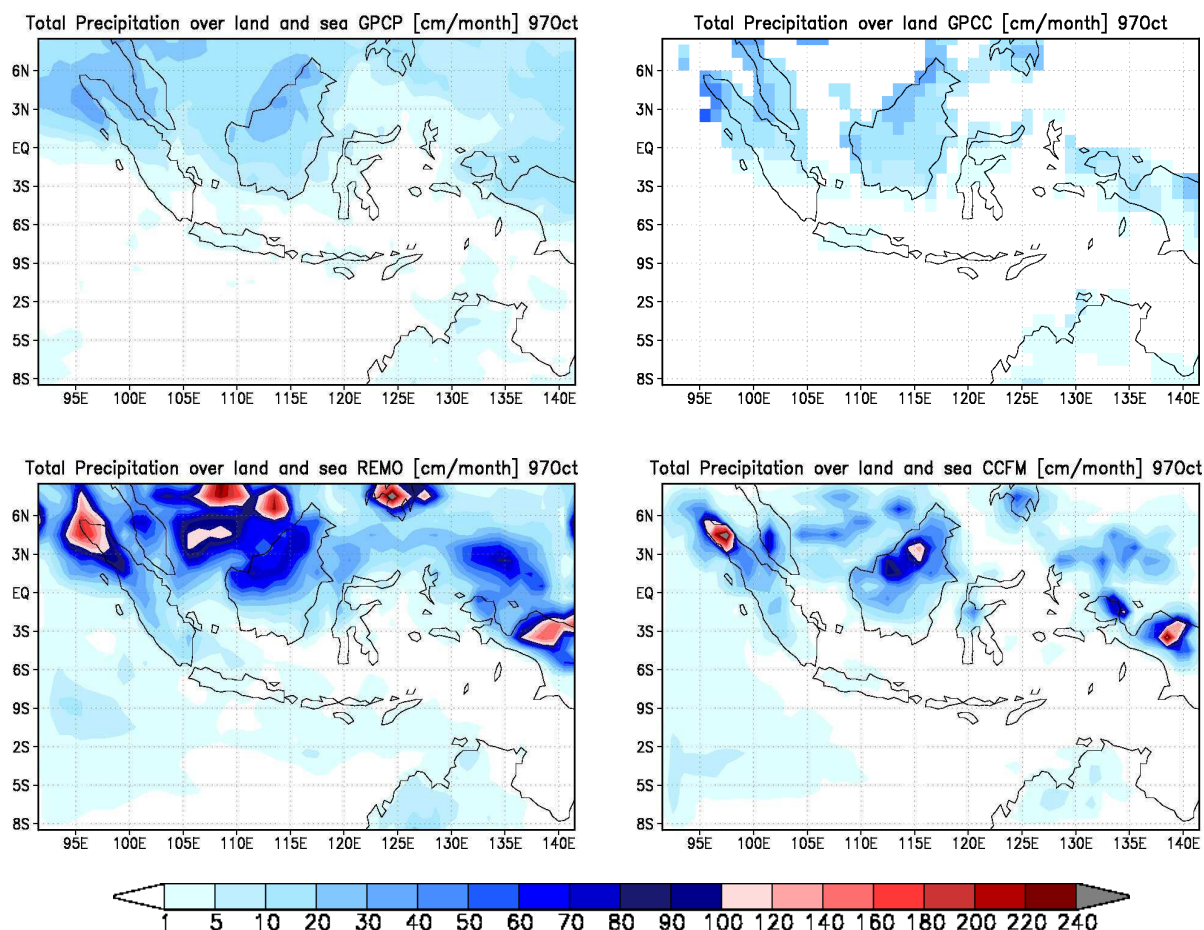 Total Precipitation over land and sea GPCP [cm/month] 97Oct
6N
3N
EQ
3S
6S
9S
2S
5S
8S
95E 100E 105E 110E 115E 120E 125E 130E 135E 140E
Total Precipitation over land GPCC [cm/month] 97Oct
6N
3N
EQ
3S
6S
9S
2S
5S
8S
95E 100E 105E 110E 115E 120E 125E 130E 135E 140E
Total Precipitation over land and sea REMO [cm/month] 97Oct
6N
3N
EQ
3S
6S
9S
2S
5S
8S
95E 100E 105E 110E 115E 120E 125E 130E 135E 140E
Total Precipitation over land and sea CCFM [cm/month] 97Oct
6N
3N
EQ
3S
6S
9S
2S
5S
8S
95E 100E 105E 110E 115E 120E 125E 130E 135E 140E
1 5 10 20 30 40 50 60 70 80 90 100 120 140 160 180 200 220 240